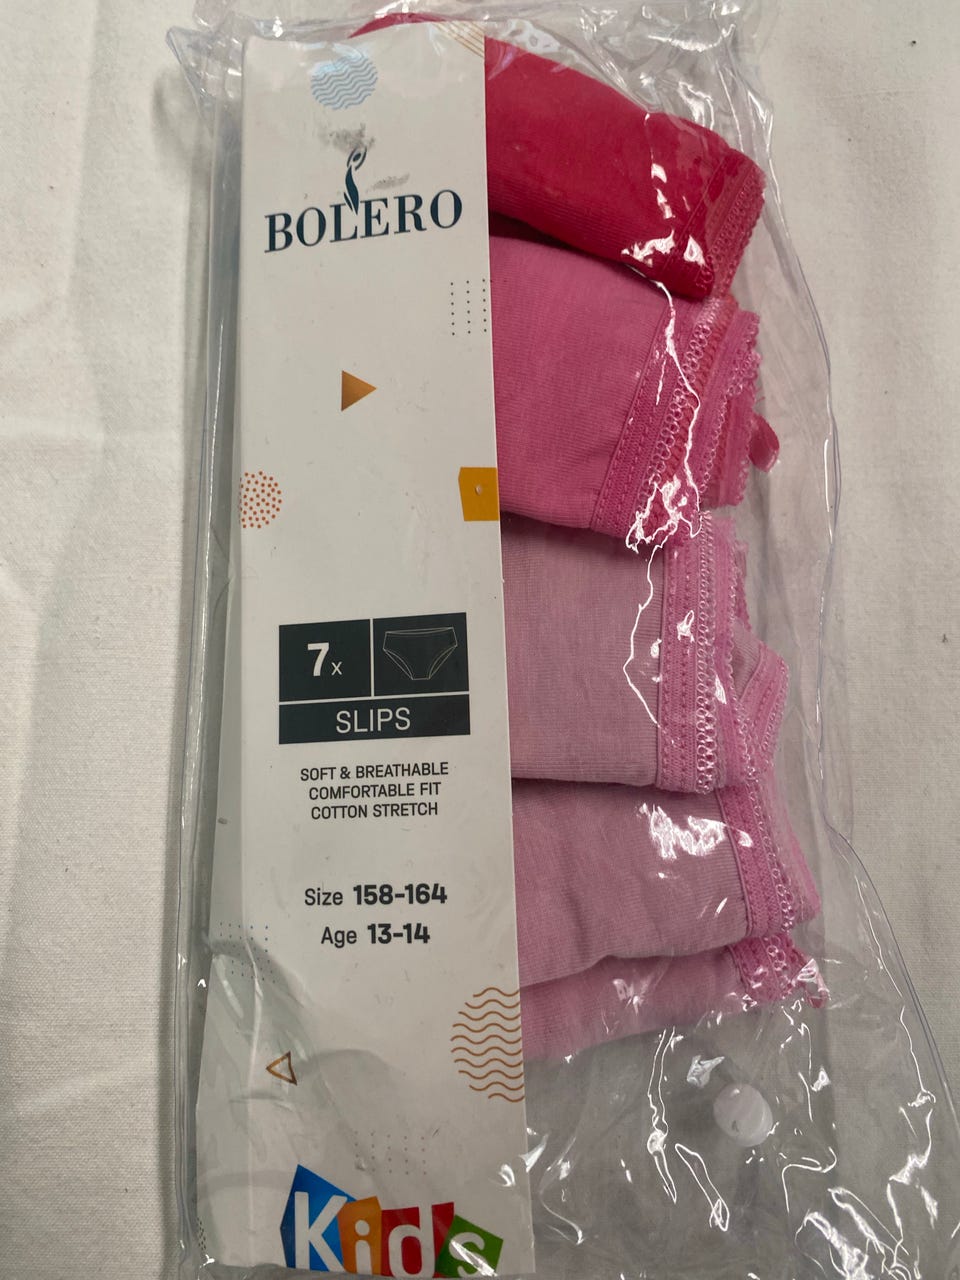 BOLERO
7x
SLIPS
SOFT & BREATHABLE
COMFORTABLE FIT
COTTON STRETCH
Size 158-164
Age 13-14
Kids